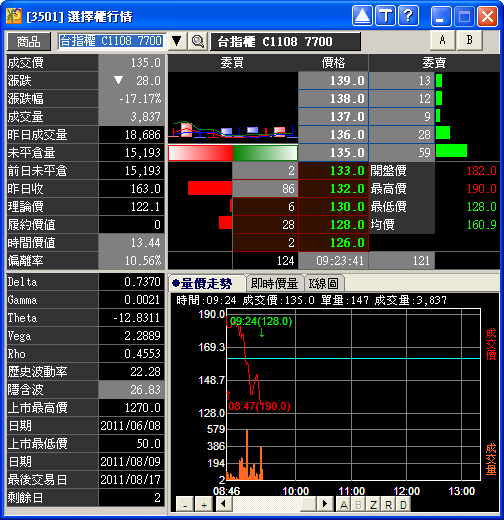 [3501] 選擇權行情
T ?
商品 台指權 C1108 7700 台指權 C1108 7700 A B
成交價 135.0
漲跌 ▼ 28.0
漲跌幅 -17.17%
成交量 3,837
昨日成交量 18,686
未平倉量 15,193
前日未平倉 15,193
昨日收 163.0
理論價 122.1
履約價值 0
時間價值 13.44
偏離率 10.56%
委買 價格 委賣
139.0 13
138.0 12
137.0 9
136.0 28
135.0 59
2 133.0 開盤價 182.0
86 132.0 最高價 190.0
6 130.0 最低價 128.0
28 128.0 均價 160.9
2 126.0
124 09:23:41 121
Delta 0.7370
Gamma 0.0021
Theta -12.8311
Vega 2.2889
Rho 0.4553
歷史波動率 22.28
隱含波 26.83
上市最高價 1270.0
日期 2011/06/08
上市最低價 50.0
日期 2011/08/09
最後交易日 2011/08/17
剩餘日 2
量價走勢 即時價量 K線圖
時間:09:24 成交價:135.0 單量:147 成交量:3,837
190.0
09:24(128.0)
169.3
148.7
08:47(190.0)
128.0
成交價
579
386
194
2
成交量
08:46 10:00 11:00 12:00 13:00
- + A B Z R D